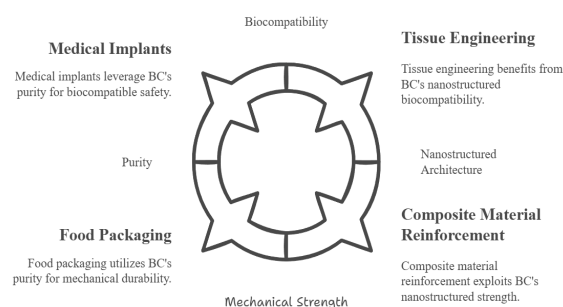 Biocompatibility
Medical Implants
Medical implants leverage BC's
purity for biocompatible safety.
Tissue Engineering
Tissue engineering benefits from
BC's nanostructured
biocompatibility.
Purity
Nanostructured
Architecture
Food Packaging
Food packaging utilizes BC's
purity for mechanical durability.
Composite Material
Reinforcement
Composite material
reinforcement exploits BC's
nanostructured strength.
Mechanical Strength